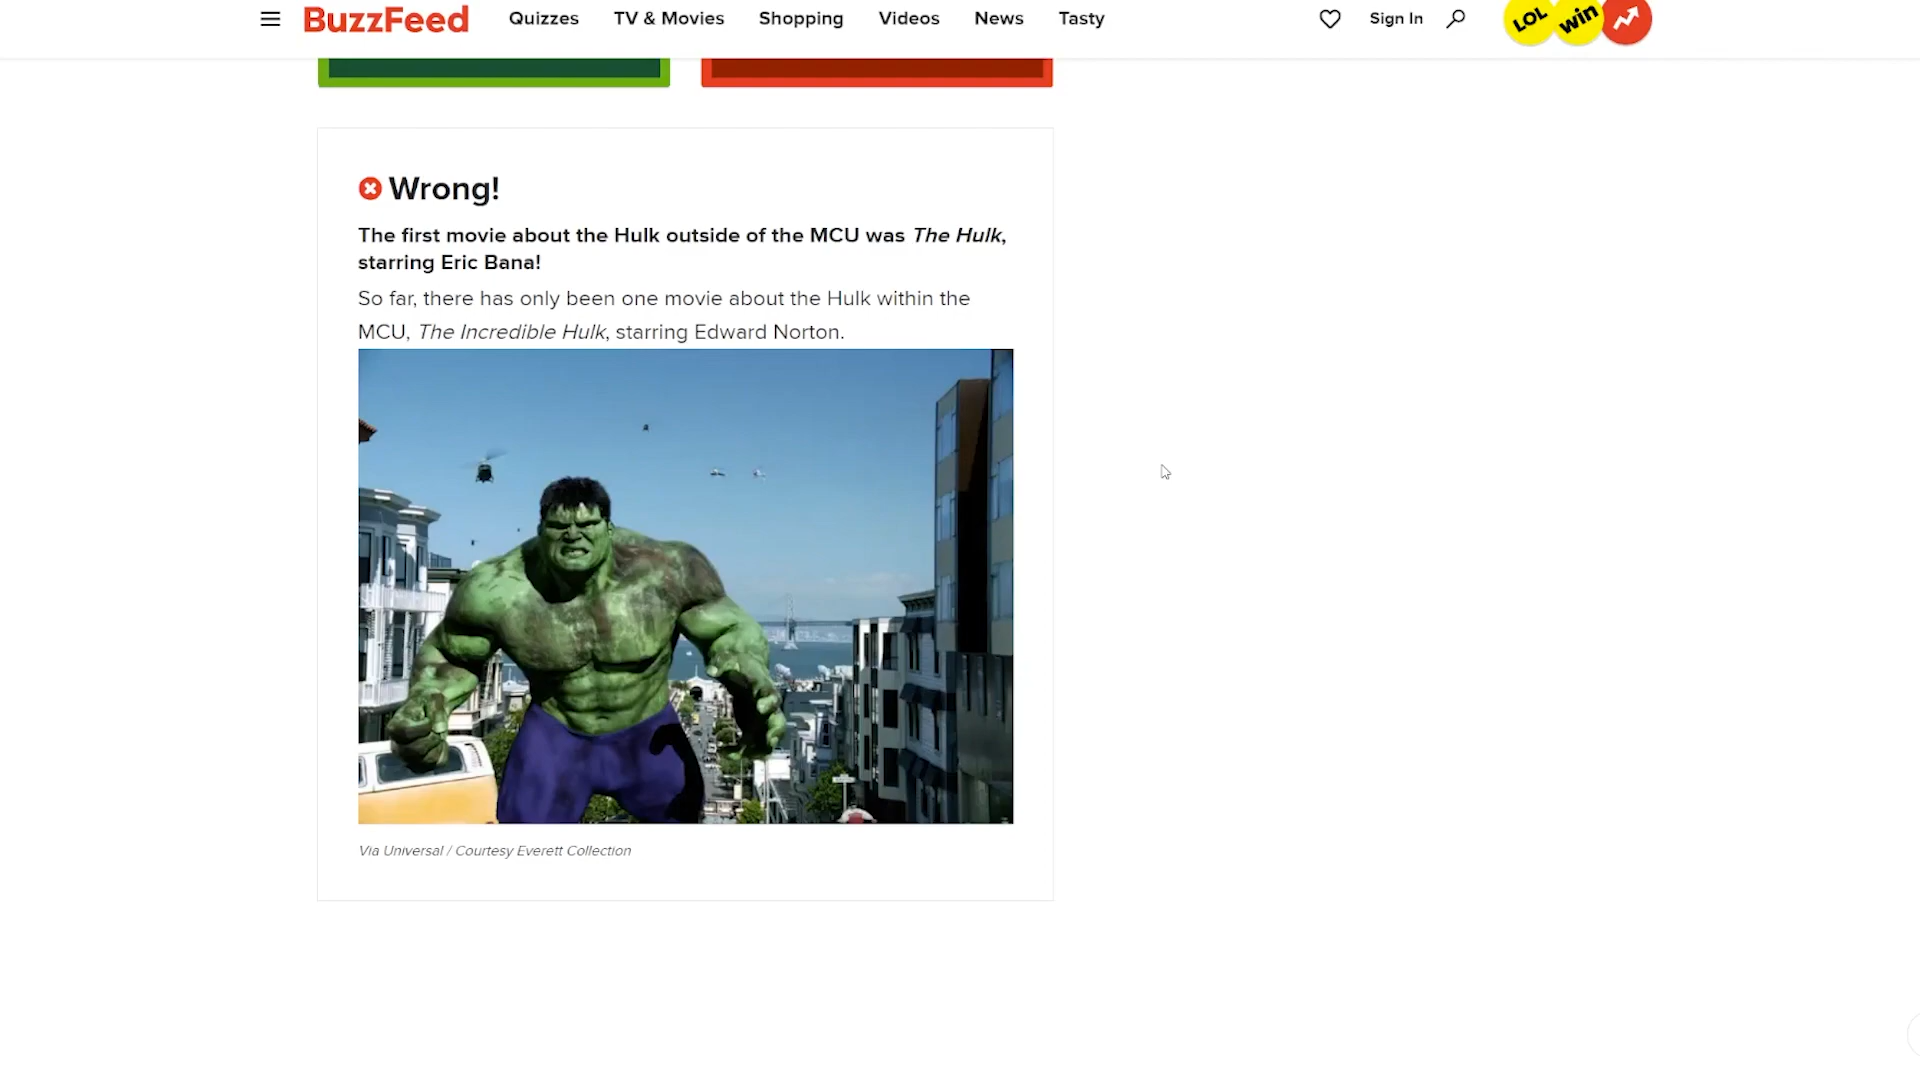 BuzzFeed Quizzes TV & Movies Shopping Videos News Tasty Sign In LOL win
Wrong!
The first movie about the Hulk outside of the MCU was The Hulk,
starring Eric Bana!
So far, there has only been one movie about the Hulk within the
MCU, The Incredible Hulk, starring Edward Norton.
Via Universal / Courtesy Everett Collection